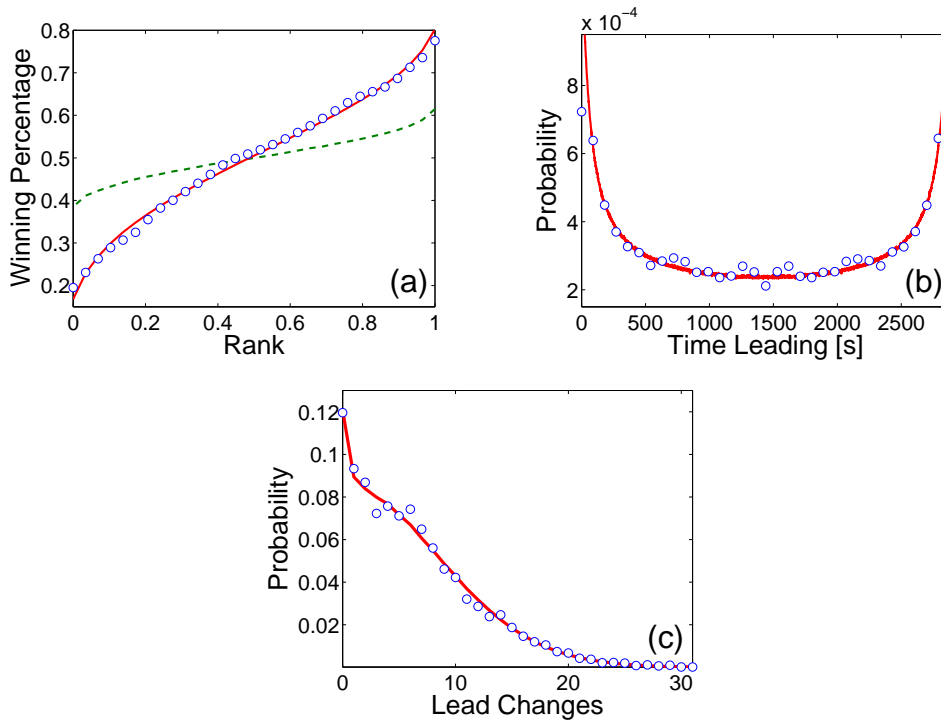 x 10⁻⁴
0.8
0.7
0.6
0.5
0.4
0.3
0.2
Winning Percentage
(a)
0 0.2 0.4 0.6 0.8 1
Rank
8
6
4
2
Probability
(b)
0 500 1000 1500 2000 2500
Time Leading [s]
0.12
0.1
0.08
0.06
0.04
0.02
Probability
(c)
0 10 20 30
Lead Changes